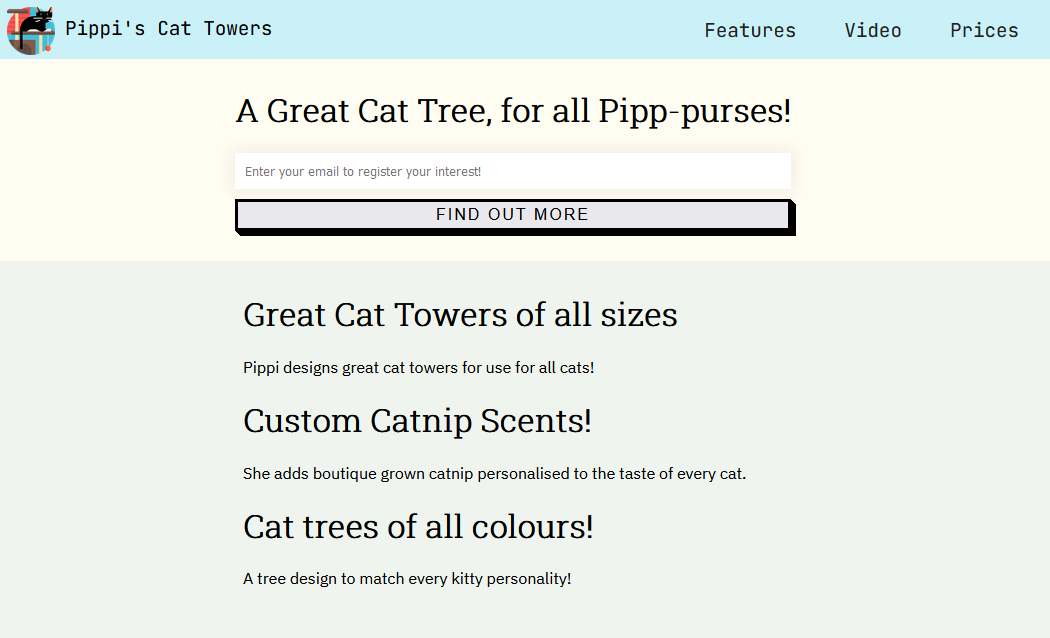 Pippi's Cat Towers
Features
Video
Prices
A Great Cat Tree, for all Pipp-purses!
Enter your email to register your interest!
FIND OUT MORE
Great Cat Towers of all sizes
Pippi designs great cat towers for use for all cats!
Custom Catnip Scents!
She adds boutique grown catnip personalised to the taste of every cat.
Cat trees of all colours!
A tree design to match every kitty personality!